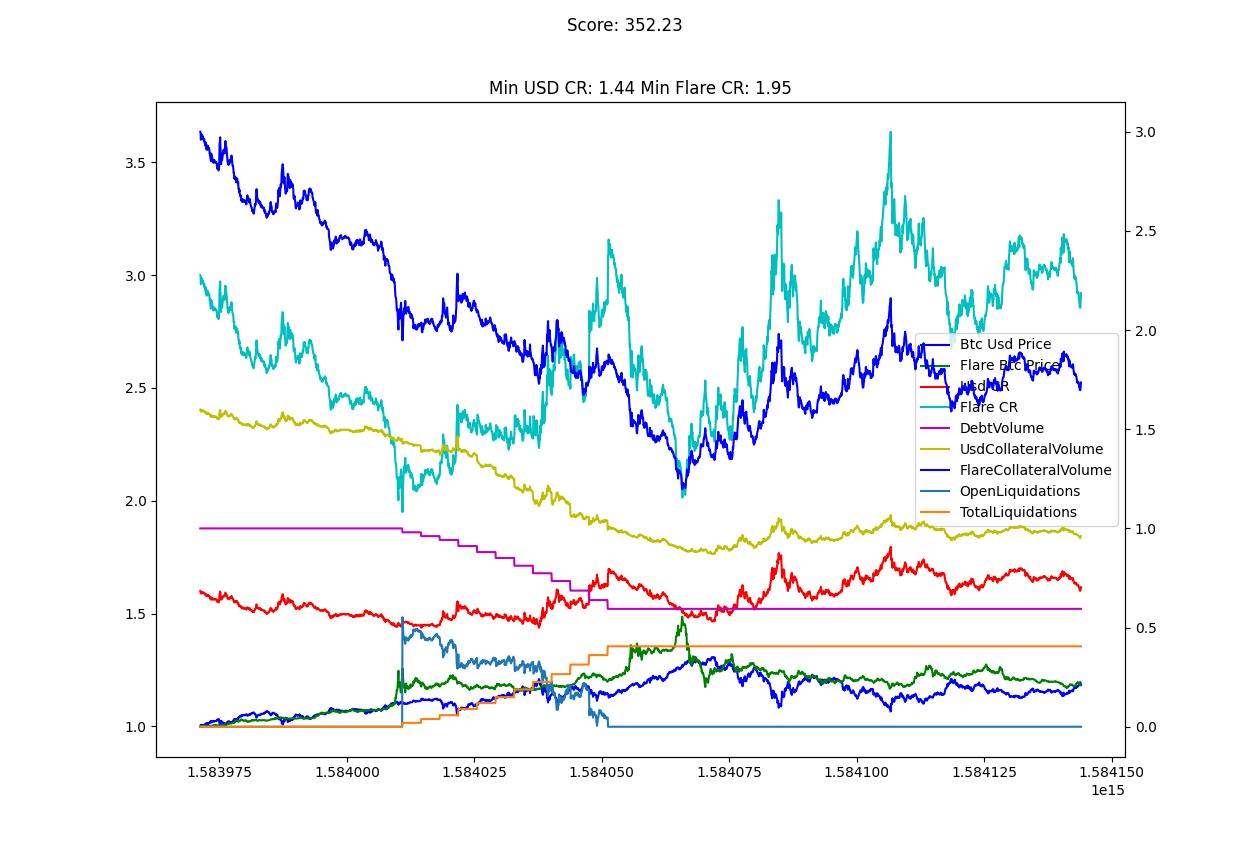 Score: 352.23
Min USD CR: 1.44 Min Flare CR: 1.95
3.5
3.0
2.5
2.0
1.5
1.0
3.0
2.5
2.0
1.5
1.0
0.5
0.0
Btc Usd Price
Flare Btc Price
Usd CR
Flare CR
DebtVolume
UsdCollateralVolume
FlareCollateralVolume
OpenLiquidations
TotalLiquidations
1.583975 1.584000 1.584025 1.584050 1.584075 1.584100 1.584125 1.584150
1e15